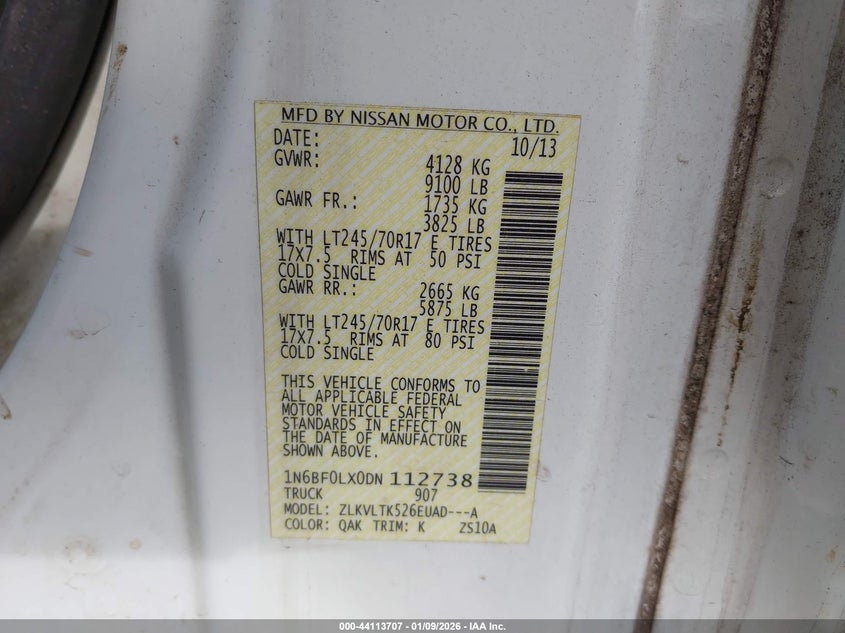 MFD BY NISSAN MOTOR CO., LTD.
DATE: 10/13
GVWR: 4128 KG
9100 LB
GAWR FR.: 1735 KG
3825 LB
WITH LT245/70R17 E TIRES
17X7.5 RIMS AT 50 PSI
COLD SINGLE
GAWR RR.: 2665 KG
5875 LB
WITH LT245/70R17 E TIRES
17X7.5 RIMS AT 80 PSI
COLD SINGLE
THIS VEHICLE CONFORMS TO
ALL APPLICABLE FEDERAL
MOTOR VEHICLE SAFETY
STANDARDS IN EFFECT ON
THE DATE OF MANUFACTURE
SHOWN ABOVE.
1N6BF0LX0DN 112738
TRUCK 907
MODEL: ZLKVLTK526EUAD---A
COLOR: QAK TRIM: K ZS10A
000-44113707 - 01/09/2026 - IAA Inc.